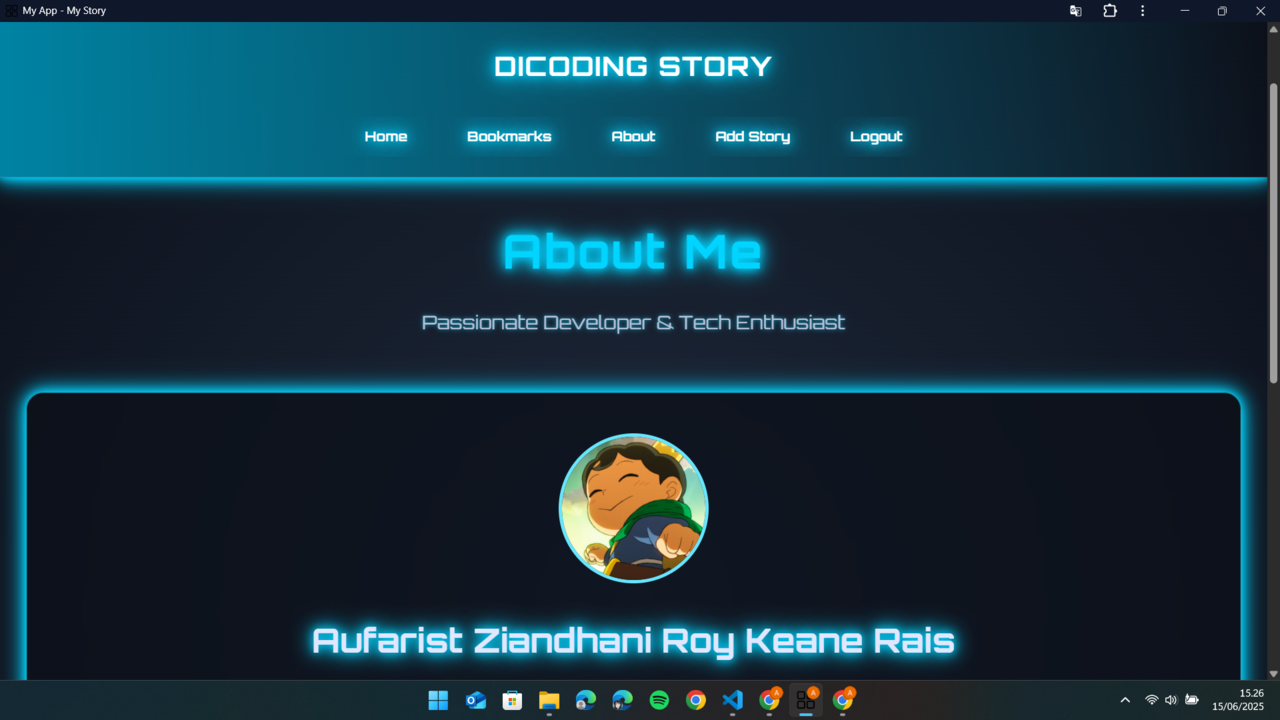 My App - My Story
DICODING STORY
Home Bookmarks About Add Story Logout
About Me
Passionate Developer & Tech Enthusiast
Aufarist Ziandhani Roy Keane Rais
A A A
15.26
15/06/2025